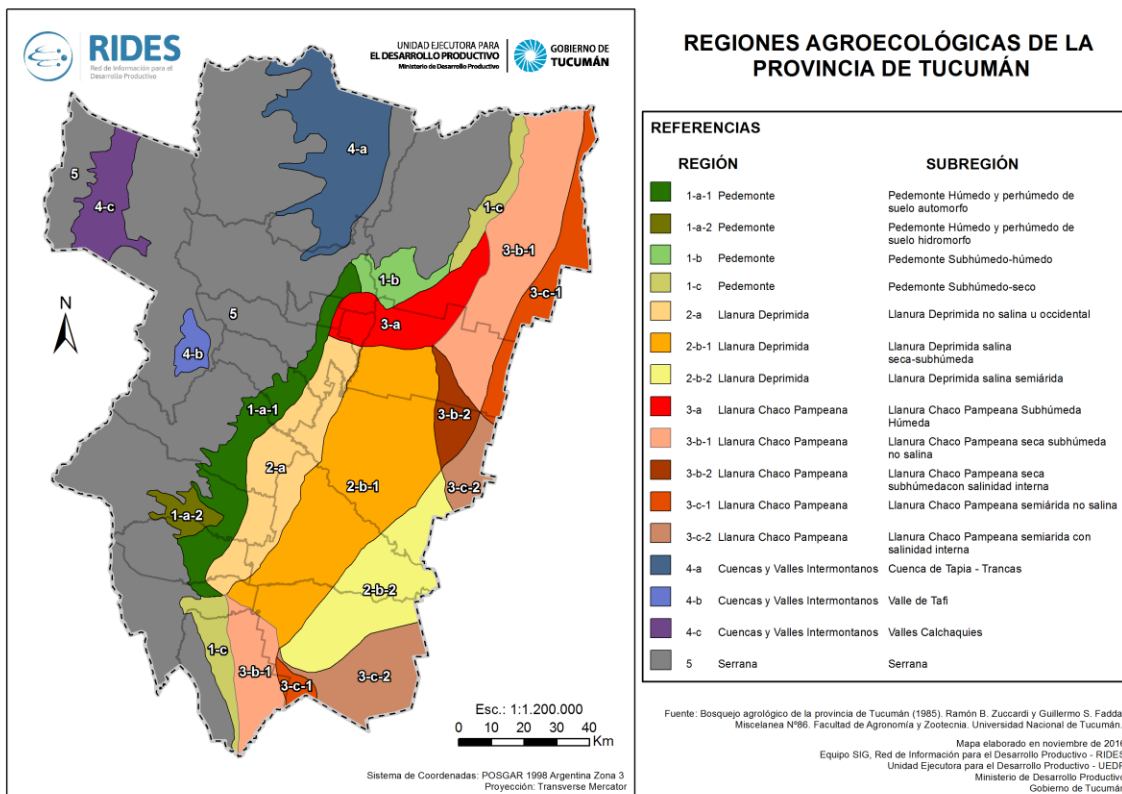 RIDES
Red de Información para el
Desarrollo Productivo
UNIDAD EJECUTORA PARA
EL DESARROLLO PRODUCTIVO
Ministerio de Desarrollo Productivo
GOBIERNO DE
TUCUMÁN
4-a
5
4-c
1-c
3-b-1
1-b
3-c-1
5
3-a
N
4-b
1-a-1
3-b-2
2-a
2-b-1
3-c-2
1-a-2
2-b-2
1-c
3-b-1
3-c-2
3-c-1
Esc.: 1:1.200.000
0 10 20 30 40
Km
Sistema de Coordenadas: POSGAR 1998 Argentina Zona 3
Proyección: Transverse Mercator
REGIONES AGROECOLÓGICAS DE LA
PROVINCIA DE TUCUMÁN
REFERENCIAS
REGIÓN SUBREGIÓN
1-a-1 Pedemonte Pedemonte Húmedo y perhúmedo de
suelo automorfo
1-a-2 Pedemonte Pedemonte Húmedo y perhúmedo de
suelo hidromorfo
1-b Pedemonte Pedemonte Subhúmedo-húmedo
1-c Pedemonte Pedemonte Subhúmedo-seco
2-a Llanura Deprimida Llanura Deprimida no salina u occidental
2-b-1 Llanura Deprimida Llanura Deprimida salina
seca-subhúmeda
2-b-2 Llanura Deprimida Llanura Deprimida salina semiárida
3-a Llanura Chaco Pampeana Llanura Chaco Pampeana Subhúmeda
Húmeda
3-b-1 Llanura Chaco Pampeana Llanura Chaco Pampeana seca subhúmeda
no salina
3-b-2 Llanura Chaco Pampeana Llanura Chaco Pampeana seca
subhúmedacon salinidad interna
3-c-1 Llanura Chaco Pampeana Llanura Chaco Pampeana semiárida no salina
3-c-2 Llanura Chaco Pampeana Llanura Chaco Pampeana semiarida con
salinidad interna
4-a Cuencas y Valles Intermontanos Cuenca de Tapia - Trancas
4-b Cuencas y Valles Intermontanos Valle de Tafi
4-c Cuencas y Valles Intermontanos Valles Calchaquies
5 Serrana Serrana
Fuente: Bosquejo agrológico de la provincia de Tucumán (1985). Ramón B. Zuccardi y Guillermo S. Fadda.
Miscelanea Nº86. Facultad de Agronomía y Zootecnia. Universidad Nacional de Tucumán.
Mapa elaborado en noviembre de 2016
Equipo SIG, Red de Información para el Desarrollo Productivo - RIDES
Unidad Ejecutora para el Desarrollo Productivo - UEDP
Ministerio de Desarrollo Productivo
Gobierno de Tucumán